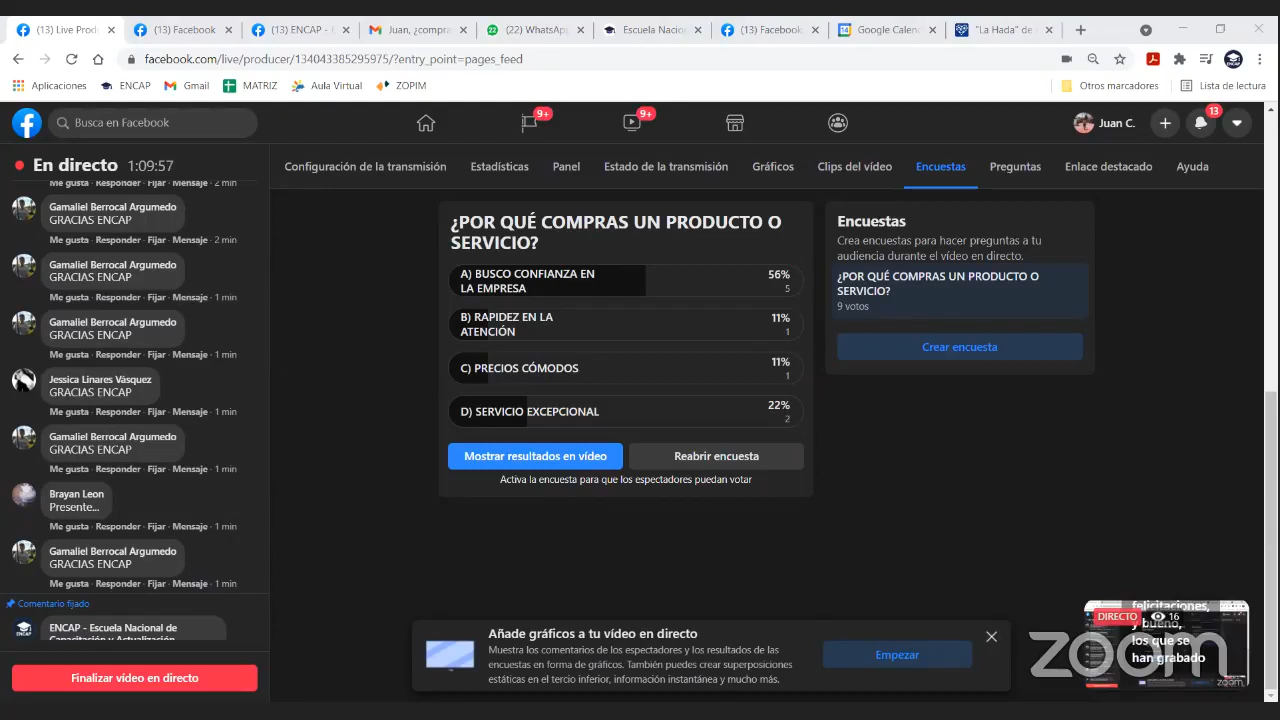 (13) Live Prod
(13) Facebook
(13) ENCAP -
Juan, ¿compra
(22) WhatsApp
Escuela Nacio
(13) Facebook
Google Calen
"La Hada" de
facebook.com/live/producer/134043385295975/?entry_point=pages_feed
Aplicaciones
ENCAP
Gmail
MATRIZ
Aula Virtual
ZOPIM
Otros marcadores
Lista de lectura
Busca en Facebook
9+
9+
Juan C.
13
En directo 1:09:57
Configuración de la transmisión
Estadísticas
Panel
Estado de la transmisión
Gráficos
Clips del vídeo
Encuestas
Preguntas
Enlace destacado
Ayuda
Me gusta · Responder · Fijar · Mensaje · 2 min
Gamaliel Berrocal Argumedo
GRACIAS ENCAP
Me gusta · Responder · Fijar · Mensaje · 2 min
Gamaliel Berrocal Argumedo
GRACIAS ENCAP
Me gusta · Responder · Fijar · Mensaje · 1 min
Gamaliel Berrocal Argumedo
GRACIAS ENCAP
Me gusta · Responder · Fijar · Mensaje · 1 min
Jessica Linares Vásquez
GRACIAS ENCAP
Me gusta · Responder · Fijar · Mensaje · 1 min
Gamaliel Berrocal Argumedo
GRACIAS ENCAP
Me gusta · Responder · Fijar · Mensaje · 1 min
Brayan Leon
Presente...
Me gusta · Responder · Fijar · Mensaje · 1 min
Gamaliel Berrocal Argumedo
GRACIAS ENCAP
Me gusta · Responder · Fijar · Mensaje · 1 min
Comentario fijado
ENCAP - Escuela Nacional de
Capacitación y Actualización
Finalizar vídeo en directo
¿POR QUÉ COMPRAS UN PRODUCTO O
SERVICIO?
A) BUSCO CONFIANZA EN
LA EMPRESA
56%
5
B) RAPIDEZ EN LA
ATENCIÓN
11%
1
C) PRECIOS CÓMODOS
11%
1
D) SERVICIO EXCEPCIONAL
22%
2
Mostrar resultados en vídeo
Reabrir encuesta
Activa la encuesta para que los espectadores puedan votar
Encuestas
Crea encuestas para hacer preguntas a tu
audiencia durante el vídeo en directo.
¿POR QUÉ COMPRAS UN PRODUCTO O
SERVICIO?
9 votos
Crear encuesta
Añade gráficos a tu vídeo en directo
Muestra los comentarios de los espectadores y los resultados de las
encuestas en forma de gráficos. También puedes crear superposiciones
estáticas en el tercio inferior, información instantánea y mucho más.
Empezar
felicitaciones,
DIRECTO
16
y bueno,
los que se
han grabado
zoom
zoom